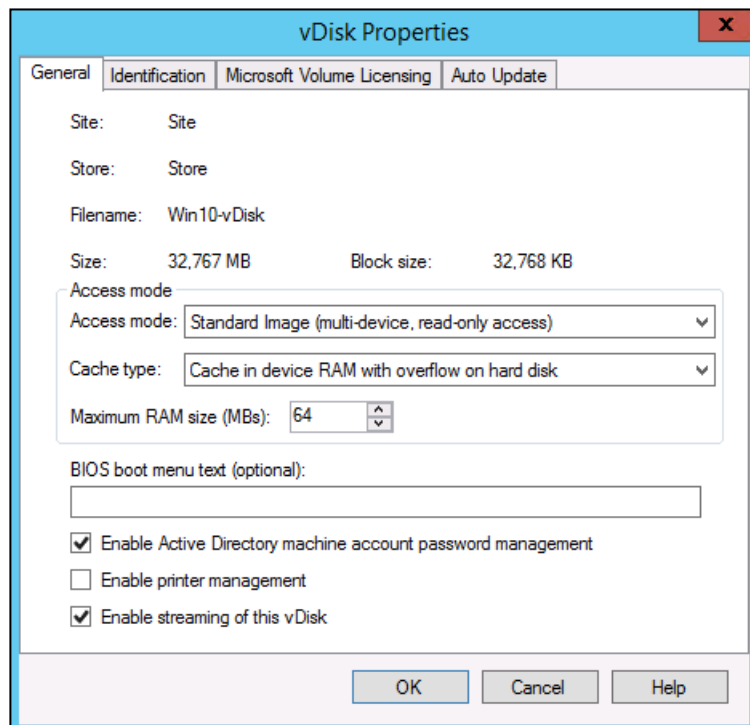 vDisk Properties
x
General Identification Microsoft Volume Licensing Auto Update
Site: Site
Store: Store
Filename: Win10-vDisk
Size: 32,767 MB Block size: 32,768 KB
Access mode
Access mode: Standard Image (multi-device, read-only access)
Cache type: Cache in device RAM with overflow on hard disk
Maximum RAM size (MBs): 64
BIOS boot menu text (optional):
Enable Active Directory machine account password management
Enable printer management
Enable streaming of this vDisk
OK Cancel Help